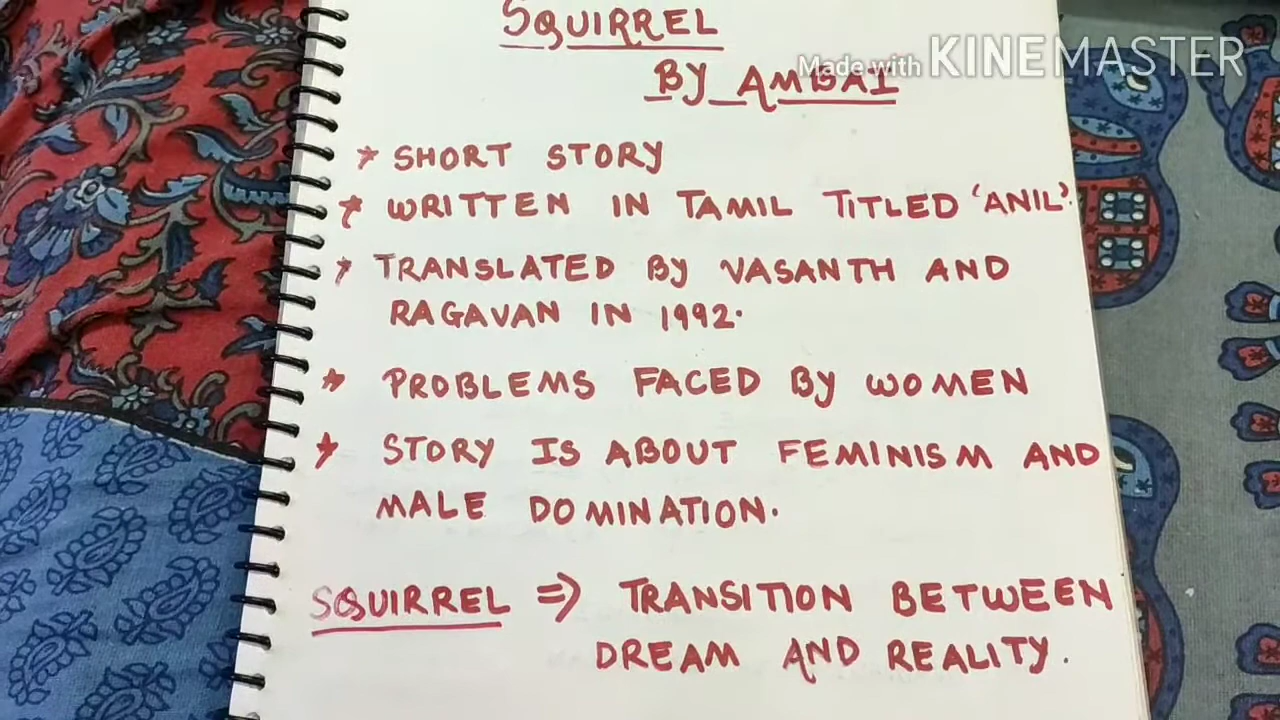 SQUIRREL
Made with KINEMASTER
BY AMBAI
* SHORT STORY
* WRITTEN IN TAMIL TITLED 'ANIL'.
* TRANSLATED BY VASANTH AND
RAGAVAN IN 1992.
* PROBLEMS FACED BY WOMEN
* STORY IS ABOUT FEMINISM AND
MALE DOMINATION.
SQUIRREL ⇒ TRANSITION BETWEEN
DREAM AND REALITY.